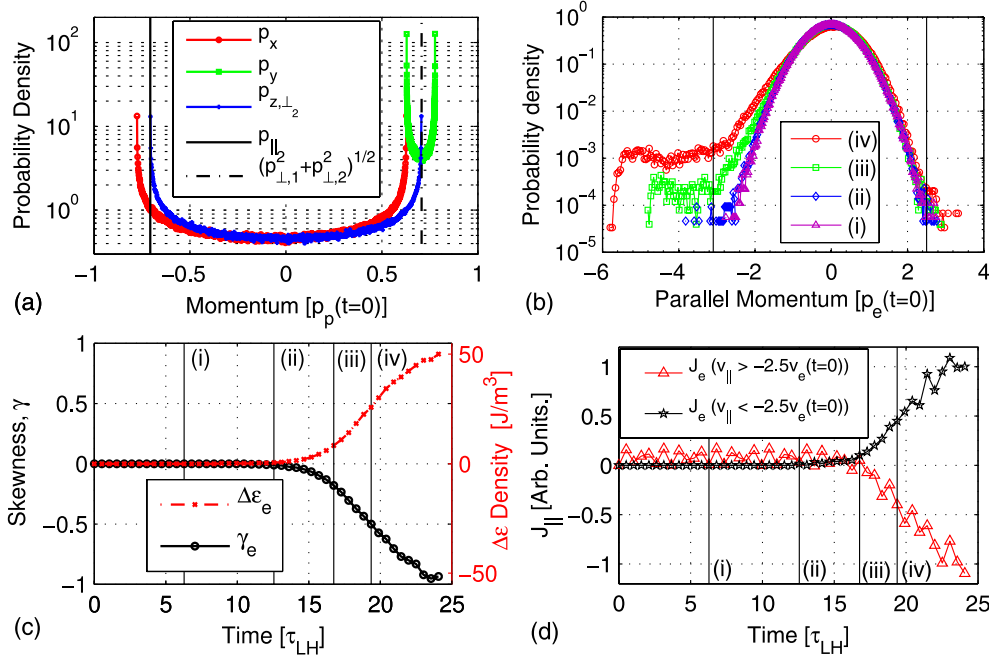 10²
10¹
10⁰
Probability Density
p_x
p_y
p_z,⊥₂
p_||
(p²_⊥,1+p²_⊥,2)^1/2
−1
−0.5
0
0.5
1
(a)
Momentum [p_p(t=0)]
10⁰
10⁻¹
10⁻²
10⁻³
10⁻⁴
10⁻⁵
Probability density
(iv)
(iii)
(ii)
(i)
−6
−4
−2
0
2
4
(b)
Parallel Momentum [p_e(t=0)]
1
0.5
0
−0.5
−1
Skewness, γ
(i)
(ii)
(iii)
(iv)
Δε_e
γ_e
50
0
−50
Δε Density [J/m³]
0
5
10
15
20
25
(c)
Time [τ_LH]
1
0.5
0
−0.5
−1
J_|| [Arb. Units.]
J_e (v_|| >−2.5v_e(t=0))
J_e (v_|| <−2.5v_e(t=0))
(i)
(ii)
(iii)
(iv)
0
5
10
15
20
25
(d)
Time [τ_LH]